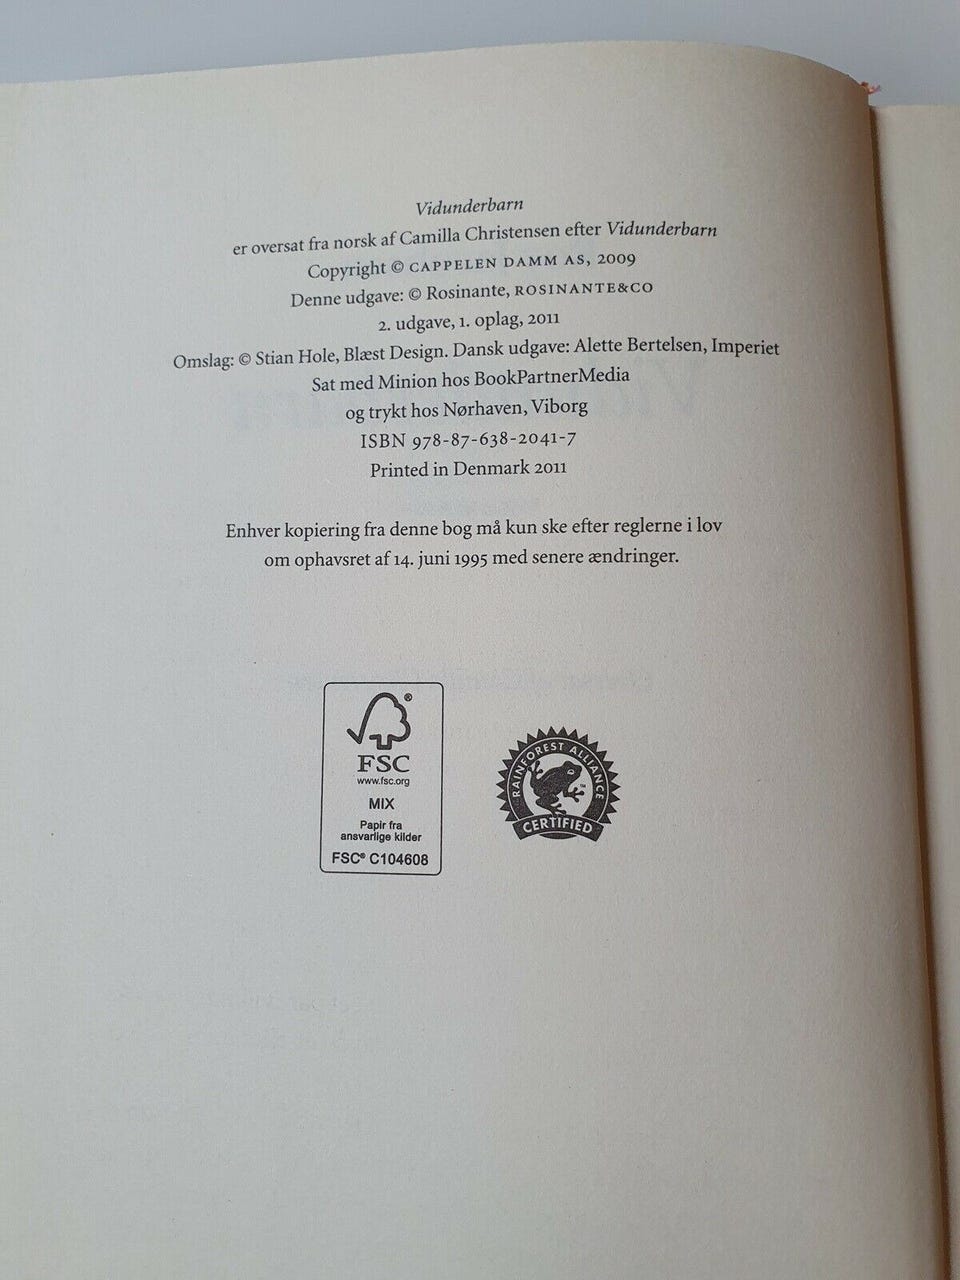 Vidunderbarn
er oversat fra norsk af Camilla Christensen efter Vidunderbarn
Copyright © CAPPELEN DAMM AS, 2009
Denne udgave: © Rosinante, ROSINANTE&CO
2. udgave, 1. oplag, 2011
Omslag: © Stian Hole, Blæst Design. Dansk udgave: Alette Bertelsen, Imperiet
Sat med Minion hos BookPartnerMedia
og trykt hos Nørhaven, Viborg
ISBN 978-87-638-2041-7
Printed in Denmark 2011
Enhver kopiering fra denne bog må kun ske efter reglerne i lov
om ophavsret af 14. juni 1995 med senere ændringer.
®
FSC
www.fsc.org
MIX
Papir fra
ansvarlige kilder
FSC® C104608
RAINFOREST ALLIANCE
TM
CERTIFIED